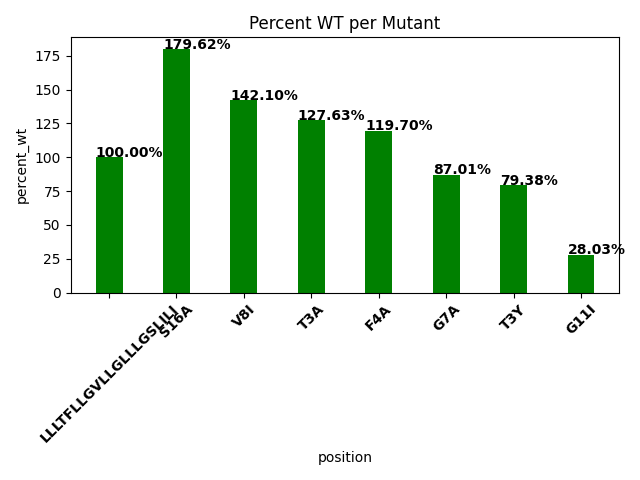 Percent WT per Mutant
percent_wt
175
150
125
100
75
50
25
0
100.00%
179.62%
142.10%
127.63%
119.70%
87.01%
79.38%
28.03%
LLLTFLLGVLLGLLLGSLILI
S16A
V8I
T3A
F4A
G7A
T3Y
G11I
position